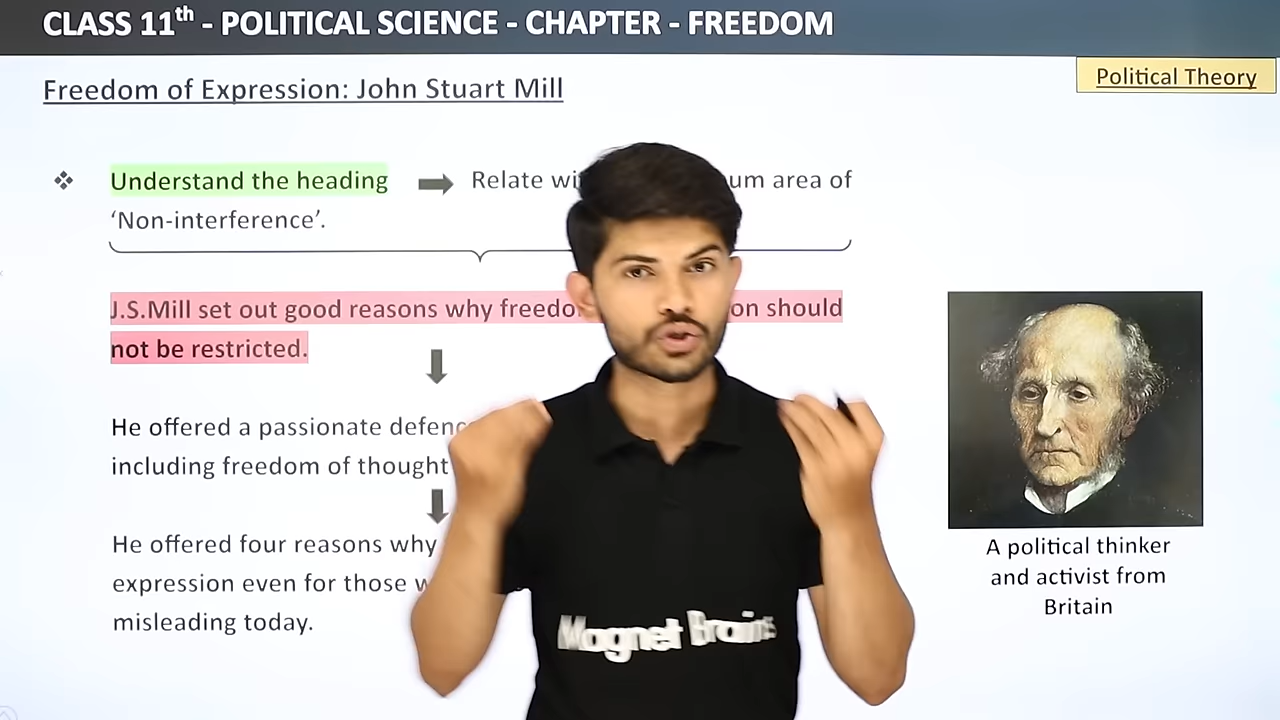 CLASS 11th - POLITICAL SCIENCE - CHAPTER - FREEDOM
Political Theory
Freedom of Expression: John Stuart Mill
❖ Understand the heading ➡ Relate wi um area of
‘Non-interference’.
J.S.Mill set out good reasons why freedo on should
not be restricted.
He offered a passionate defenc
including freedom of thought
He offered four reasons why
expression even for those w
misleading today.
A political thinker
and activist from
Britain
Magnet Brains